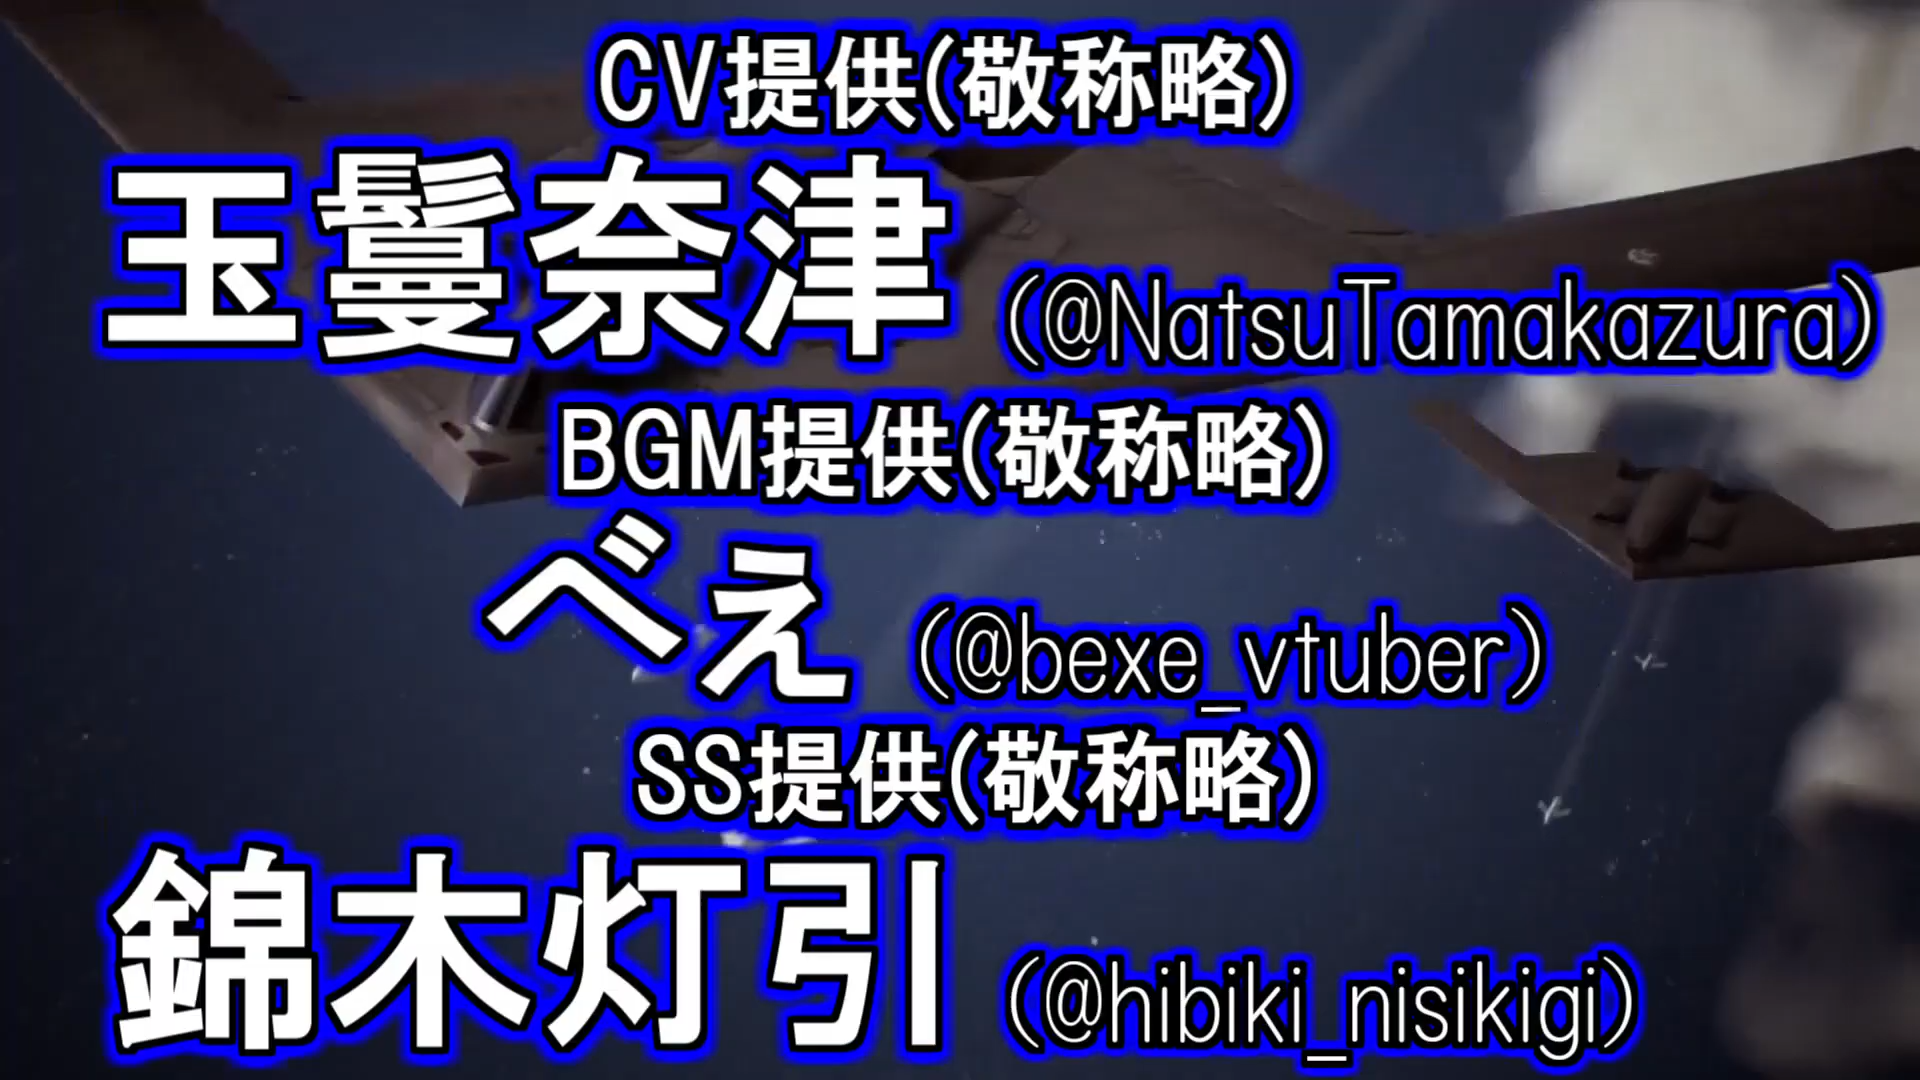 CV提供(敬称略)
玉鬘奈津 (@NatsuTamakazura)
BGM提供(敬称略)
べぇ (@bexe_vtuber)
SS提供(敬称略)
錦木灯引 (@hibiki_nisikigi)